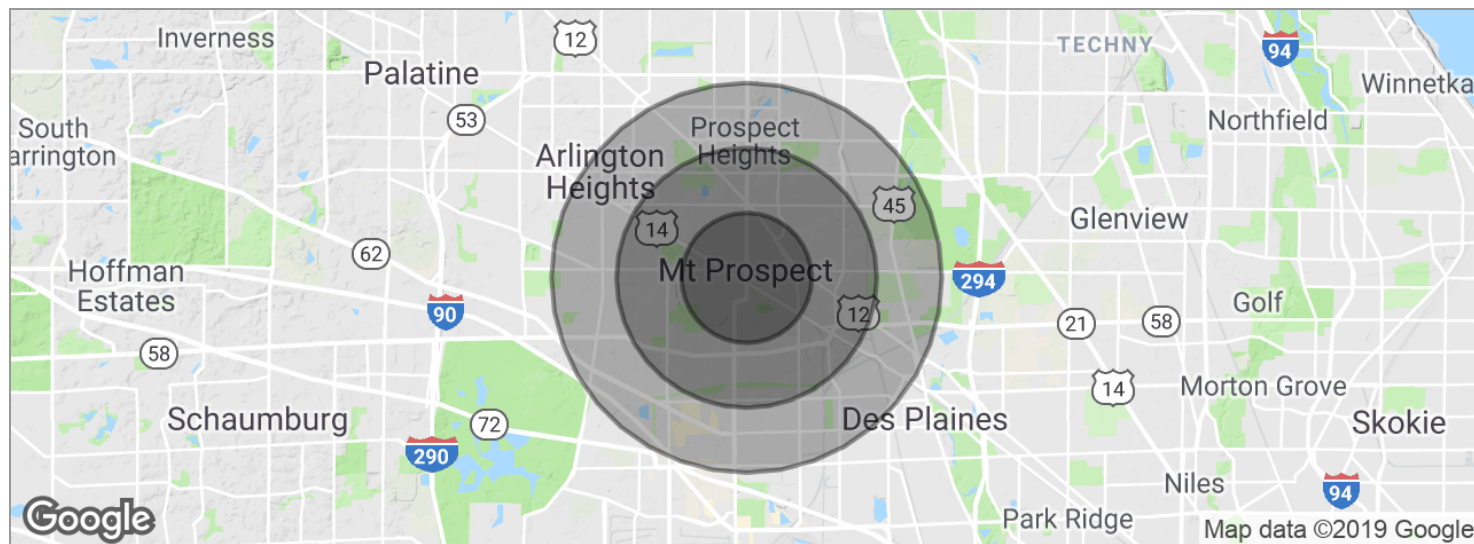 Inverness
12
TECHNY
94
Palatine
Winnetka
53
Northfield
South
arrington
Prospect
Heights
Arlington
Heights
45
14
Glenview
62
Mt Prospect
Hoffman
Estates
294
90
12
Golf
21
58
58
14
Morton Grove
Schaumburg
72
Des Plaines
Skokie
290
Niles
94
Google
Park Ridge
Map data ©2019 Google